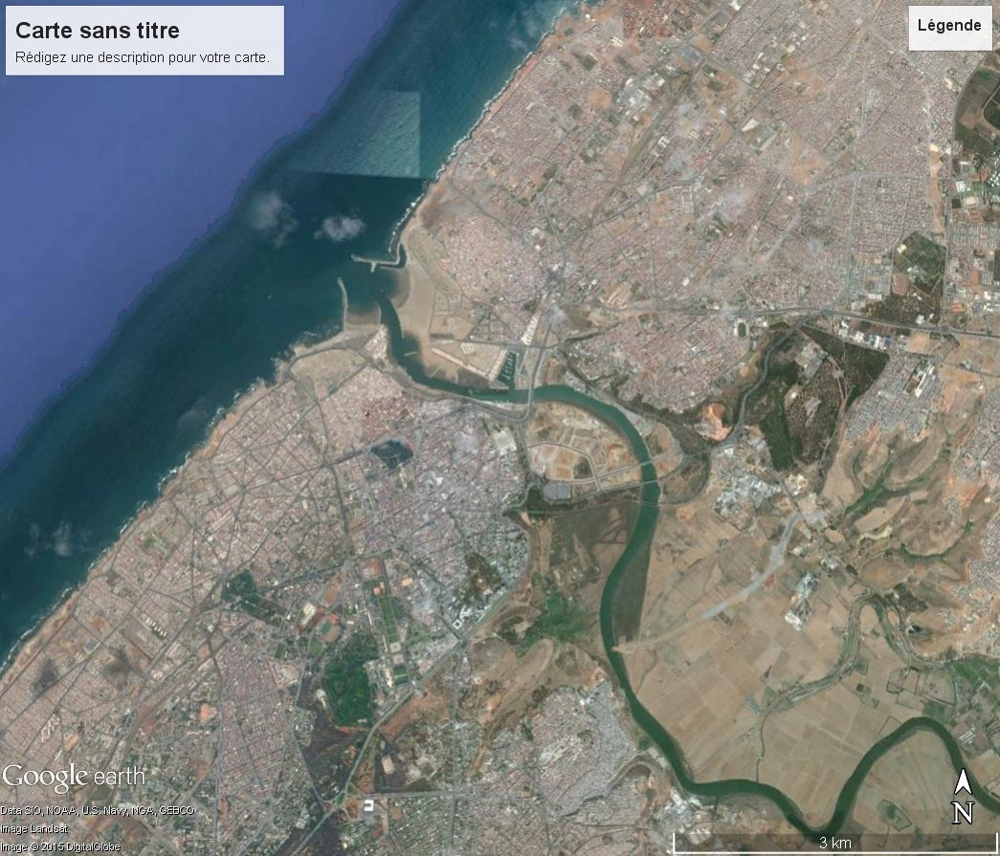 Carte sans titre
Rédigez une description pour votre carte.
Légende
Google earth
Data SIO, NOAA, U.S. Navy, NGA, GEBCO
Image Landsat
Image © 2015 DigitalGlobe
N
3 km